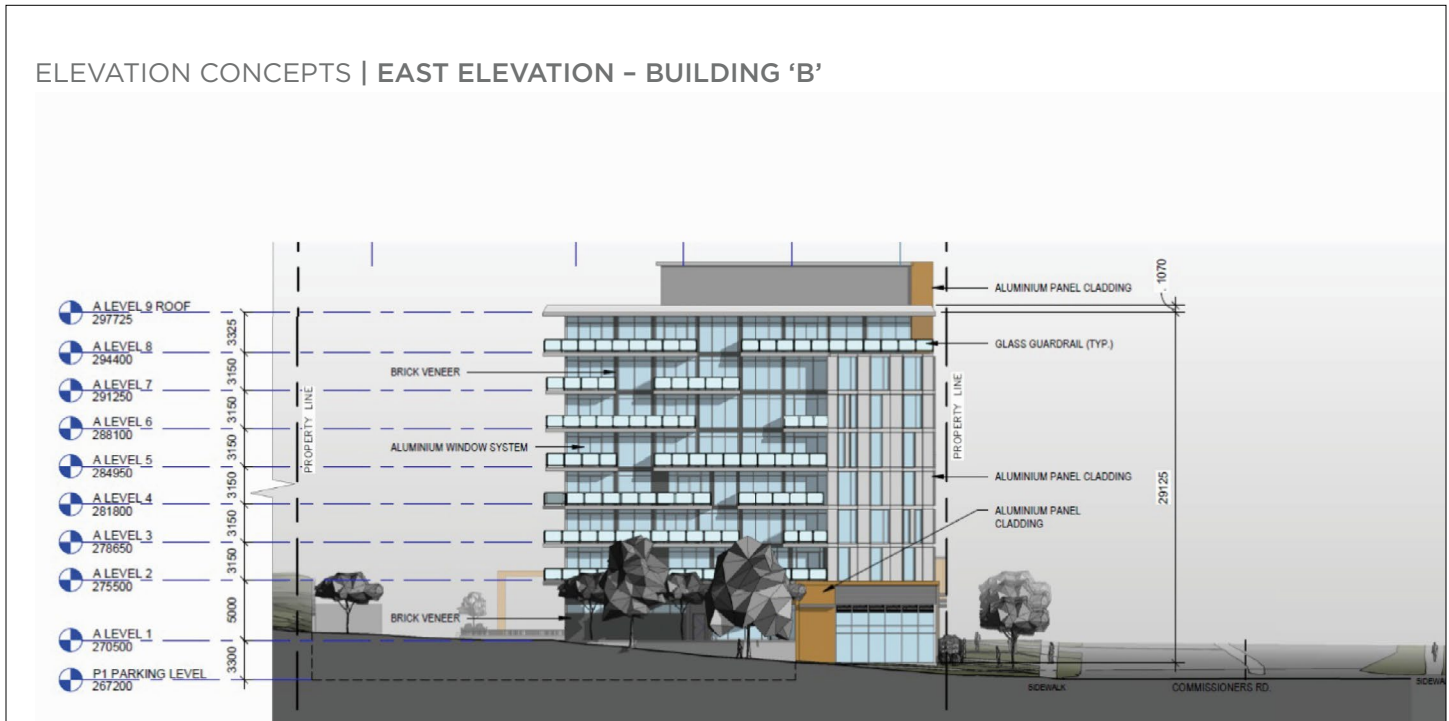 ELEVATION CONCEPTS | EAST ELEVATION – BUILDING ‘B’
A LEVEL 9 ROOF
297725
3325
A LEVEL 8
294400
3150
A LEVEL 7
291250
3150
A LEVEL 6
288100
3150
A LEVEL 5
284950
3150
A LEVEL 4
281800
3150
A LEVEL 3
278650
3150
A LEVEL 2
275500
5000
A LEVEL 1
270500
3300
P1 PARKING LEVEL
267200
PROPERTY LINE
BRICK VENEER
ALUMINIUM WINDOW SYSTEM
BRICK VENEER
ALUMINIUM PANEL CLADDING
GLASS GUARDRAIL (TYP.)
PROPERTY LINE
ALUMINIUM PANEL CLADDING
ALUMINIUM PANEL
CLADDING
1070
29125
SIDEWALK
COMMISSIONERS RD.
SIDEWA